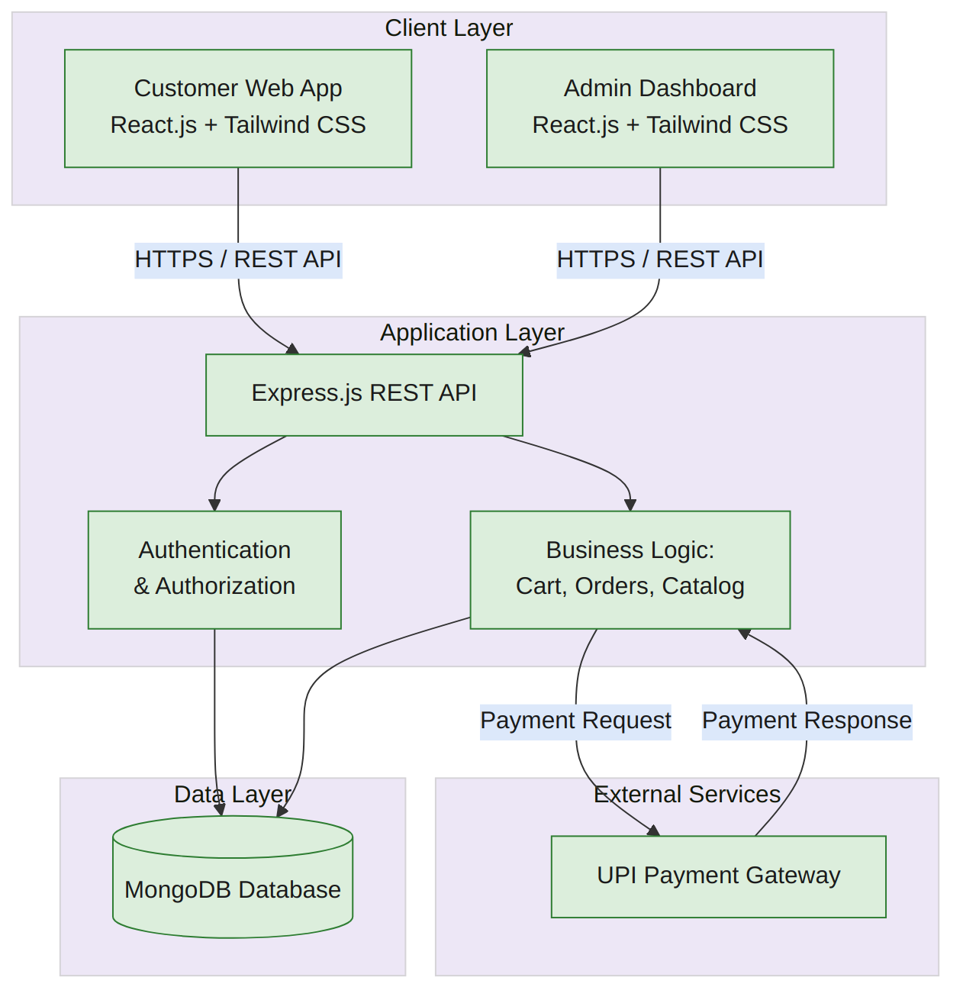 Client Layer
Customer Web App
React.js + Tailwind CSS
Admin Dashboard
React.js + Tailwind CSS
HTTPS / REST API
HTTPS / REST API
Application Layer
Express.js REST API
Authentication
& Authorization
Business Logic:
Cart, Orders, Catalog
Payment Request
Payment Response
Data Layer
MongoDB Database
External Services
UPI Payment Gateway